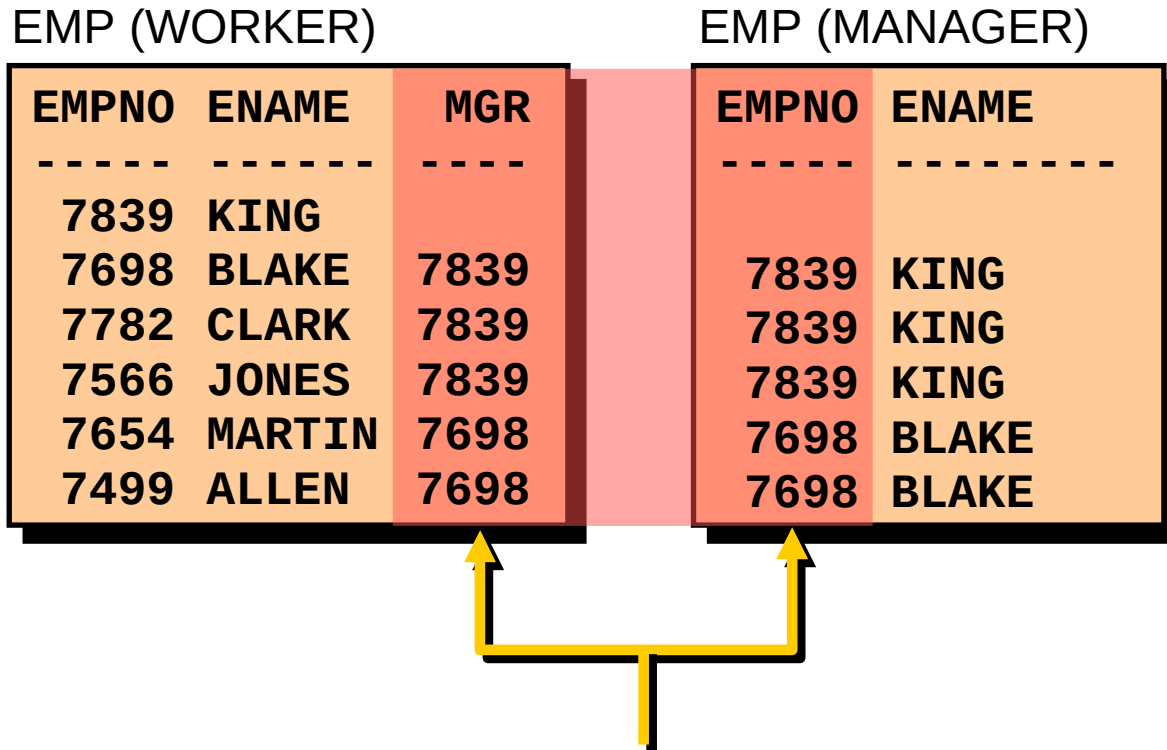 EMP (WORKER) EMP (MANAGER)
EMPNO ENAME MGR EMPNO ENAME
----- ------ ---- ----- --------
7839 KING
7698 BLAKE 7839 7839 KING
7782 CLARK 7839 7839 KING
7566 JONES 7839 7839 KING
7654 MARTIN 7698 7698 BLAKE
7499 ALLEN 7698 7698 BLAKE